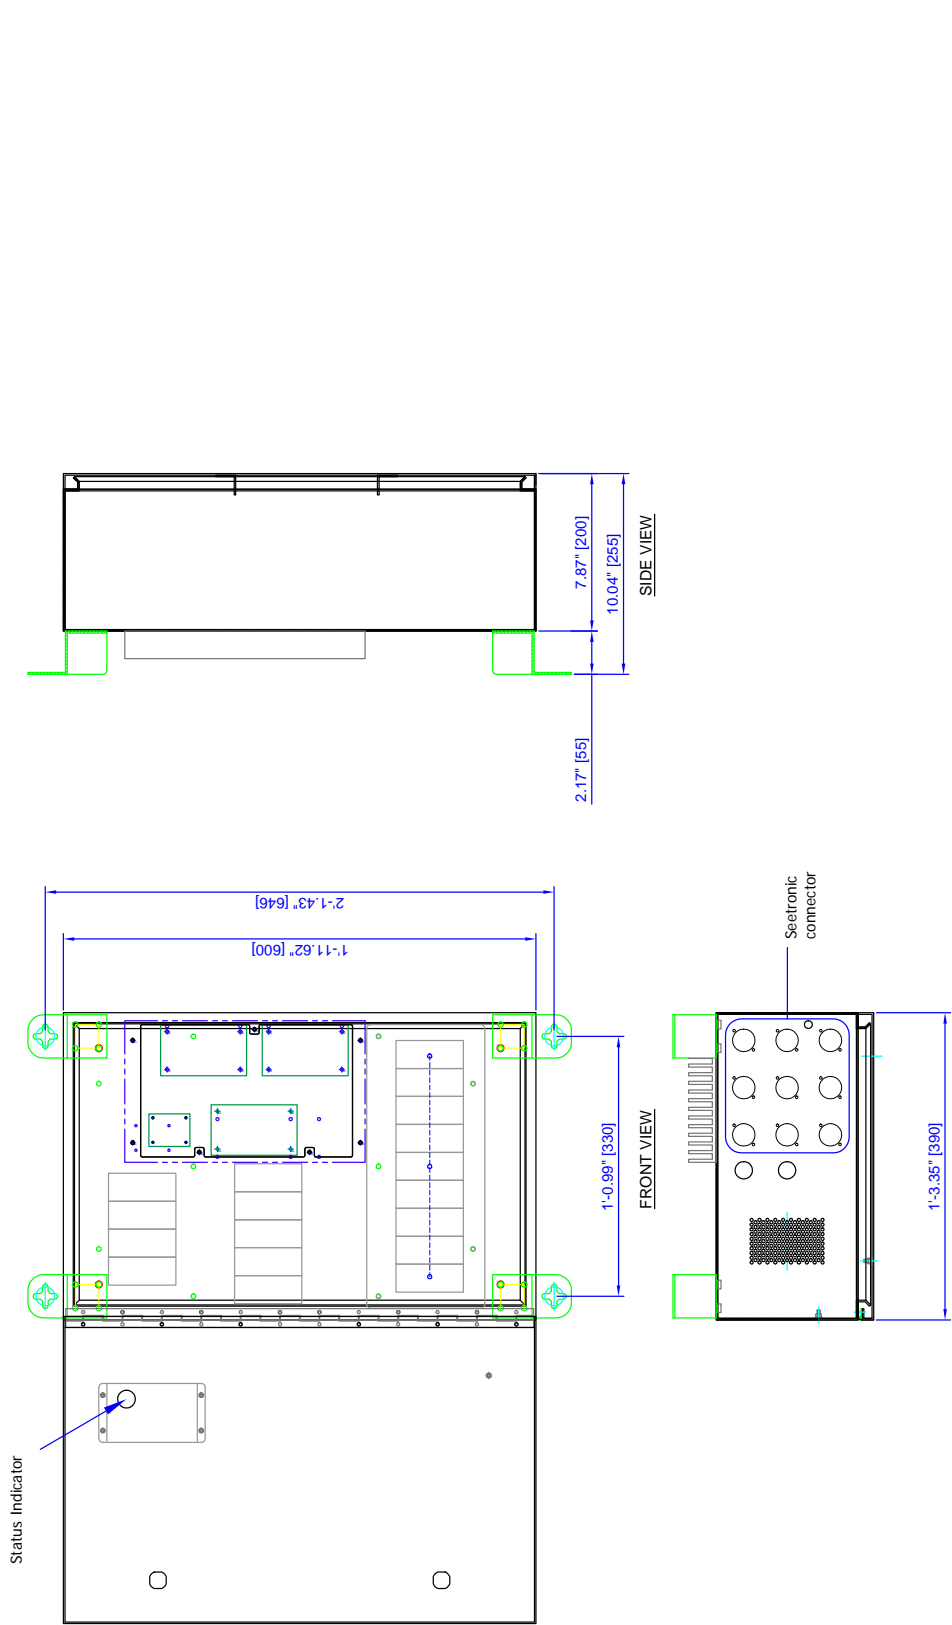 7.87" [200]
10.04" [255]
SIDE VIEW
2.17" [55]
2'-1.43" [646]
1'-11.62" [600]
Seetronic
connector
1'-0.99" [330]
FRONT VIEW
1'-3.35" [390]
Status Indicator